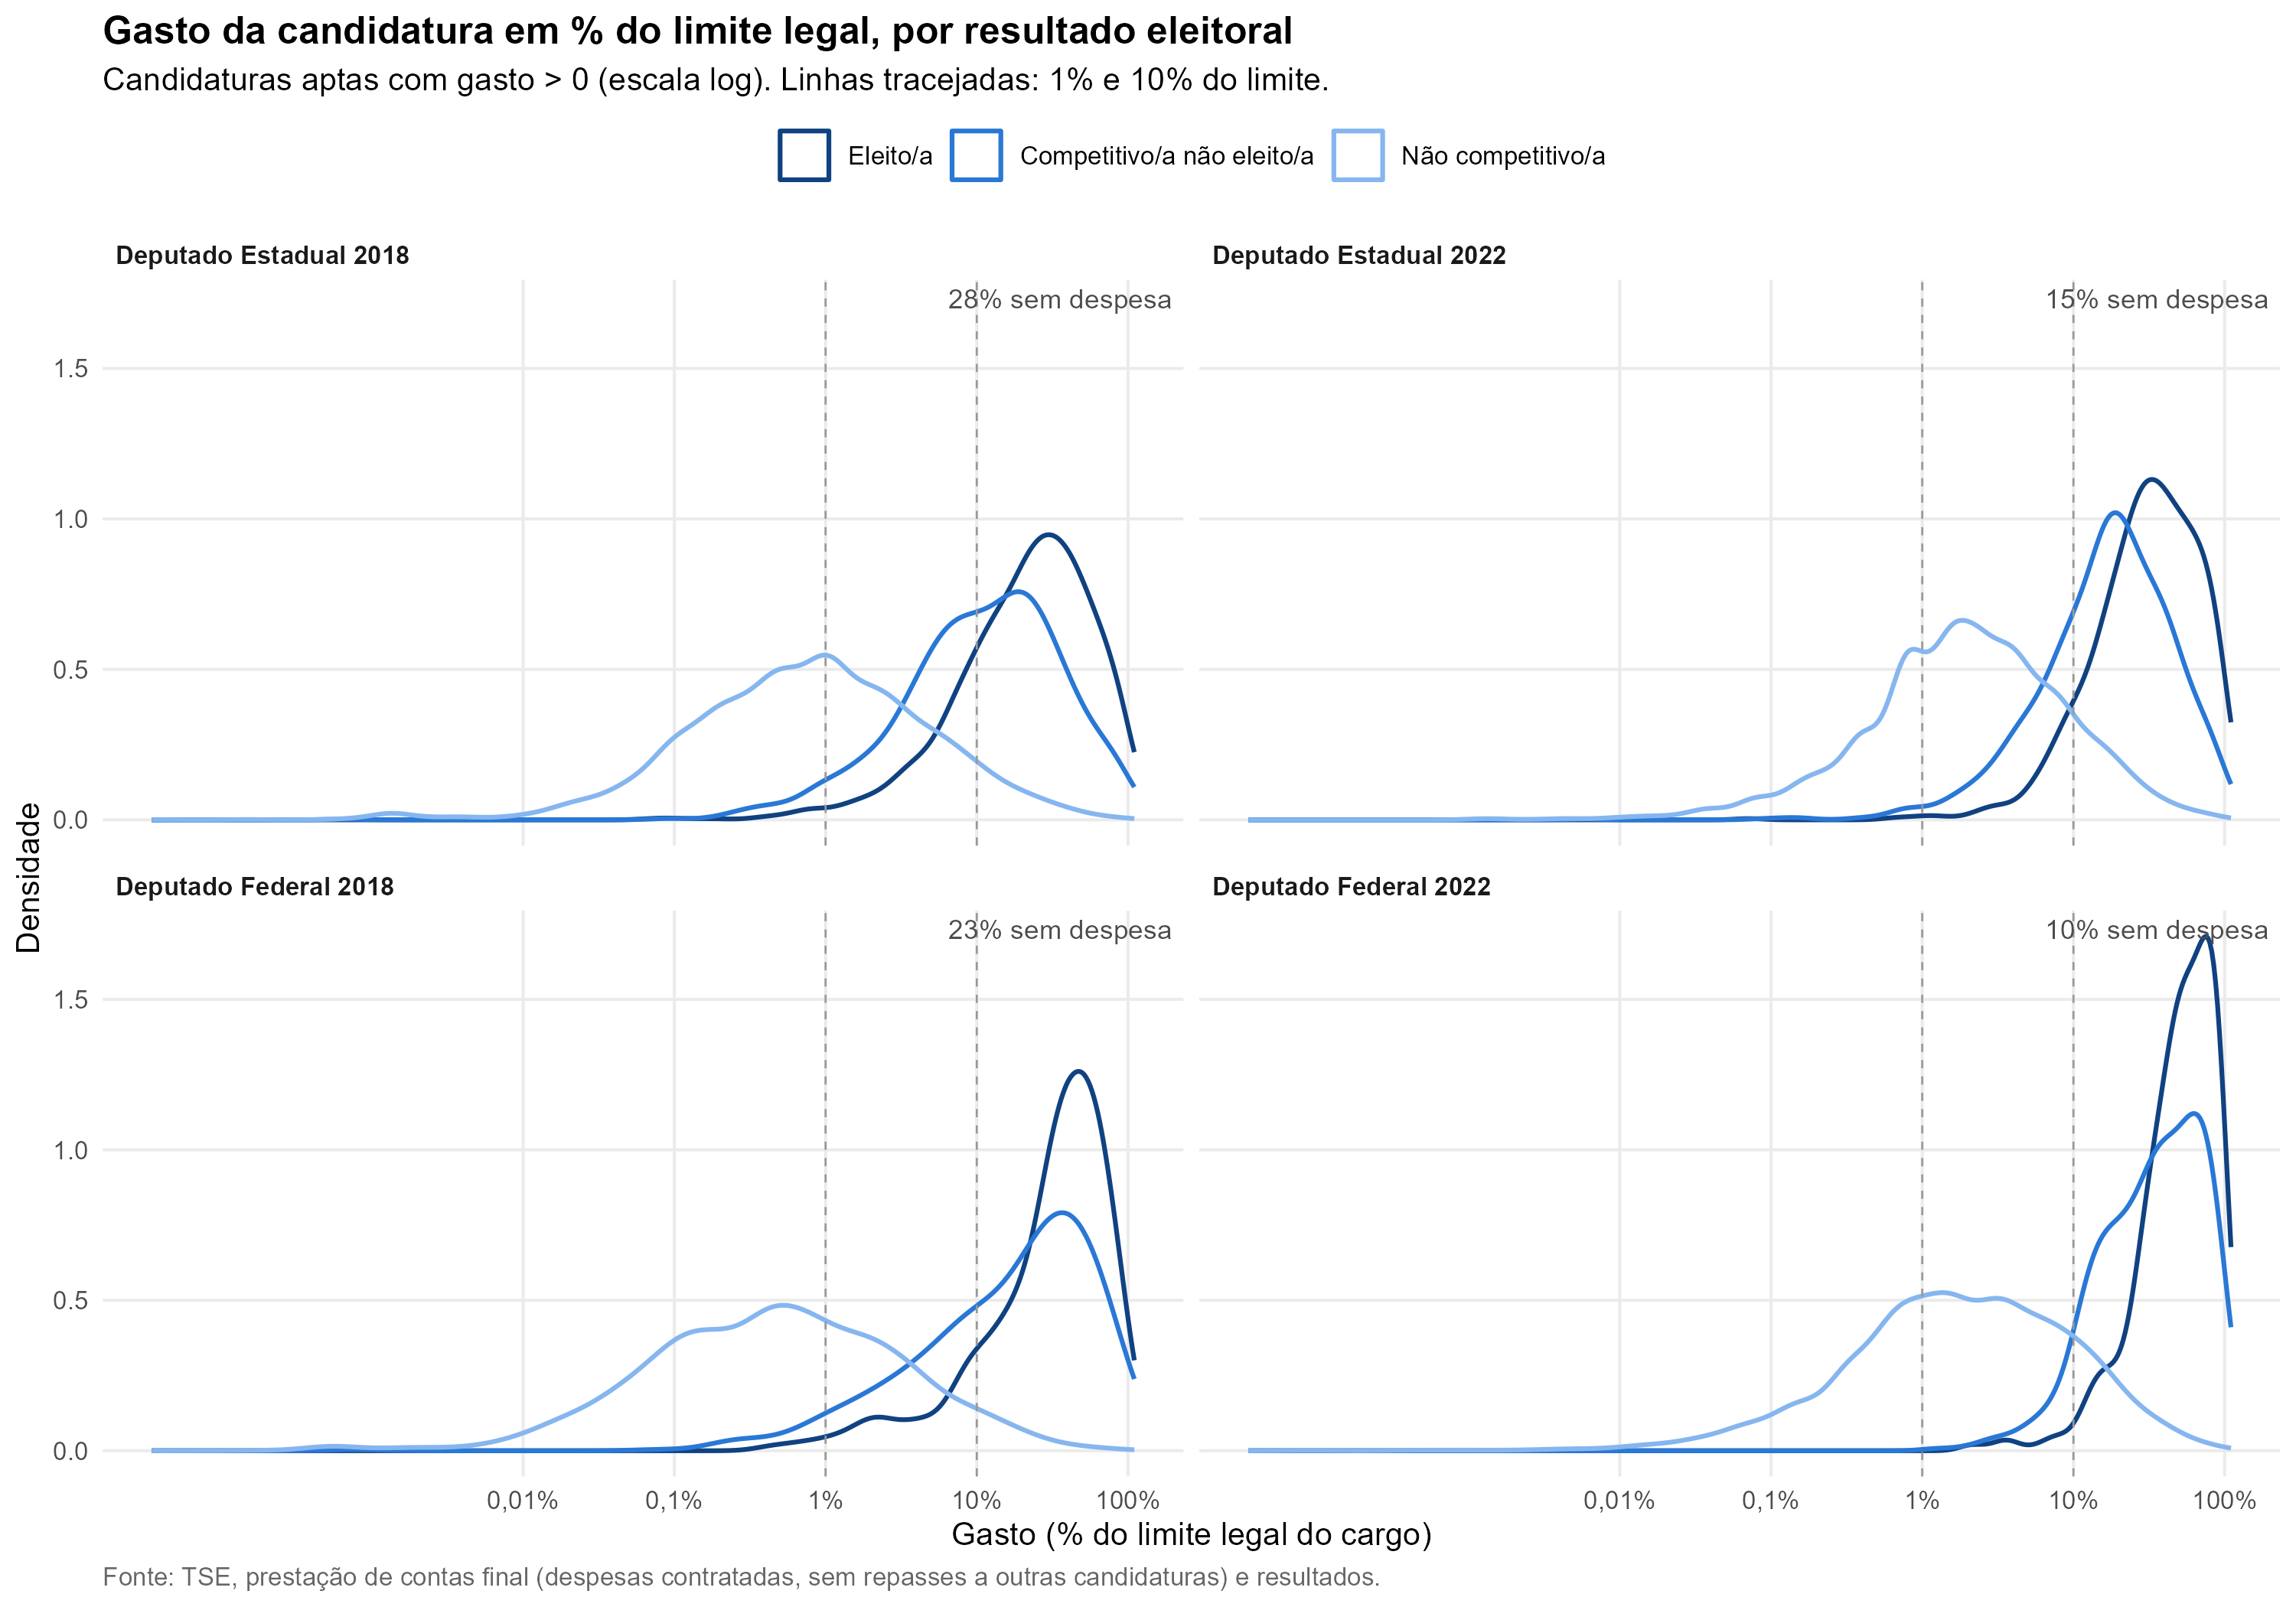 Gasto da candidatura em % do limite legal, por resultado eleitoral
Candidaturas aptas com gasto > 0 (escala log). Linhas tracejadas: 1% e 10% do limite.
Eleito/a Competitivo/a não eleito/a Não competitivo/a
Deputado Estadual 2018
28% sem despesa
Deputado Estadual 2022
15% sem despesa
1.5
1.0
0.5
0.0
Densidade
Deputado Federal 2018
23% sem despesa
Deputado Federal 2022
10% sem despesa
1.5
1.0
0.5
0.0
0,01% 0,1% 1% 10% 100%
0,01% 0,1% 1% 10% 100%
Gasto (% do limite legal do cargo)
Fonte: TSE, prestação de contas final (despesas contratadas, sem repasses a outras candidaturas) e resultados.